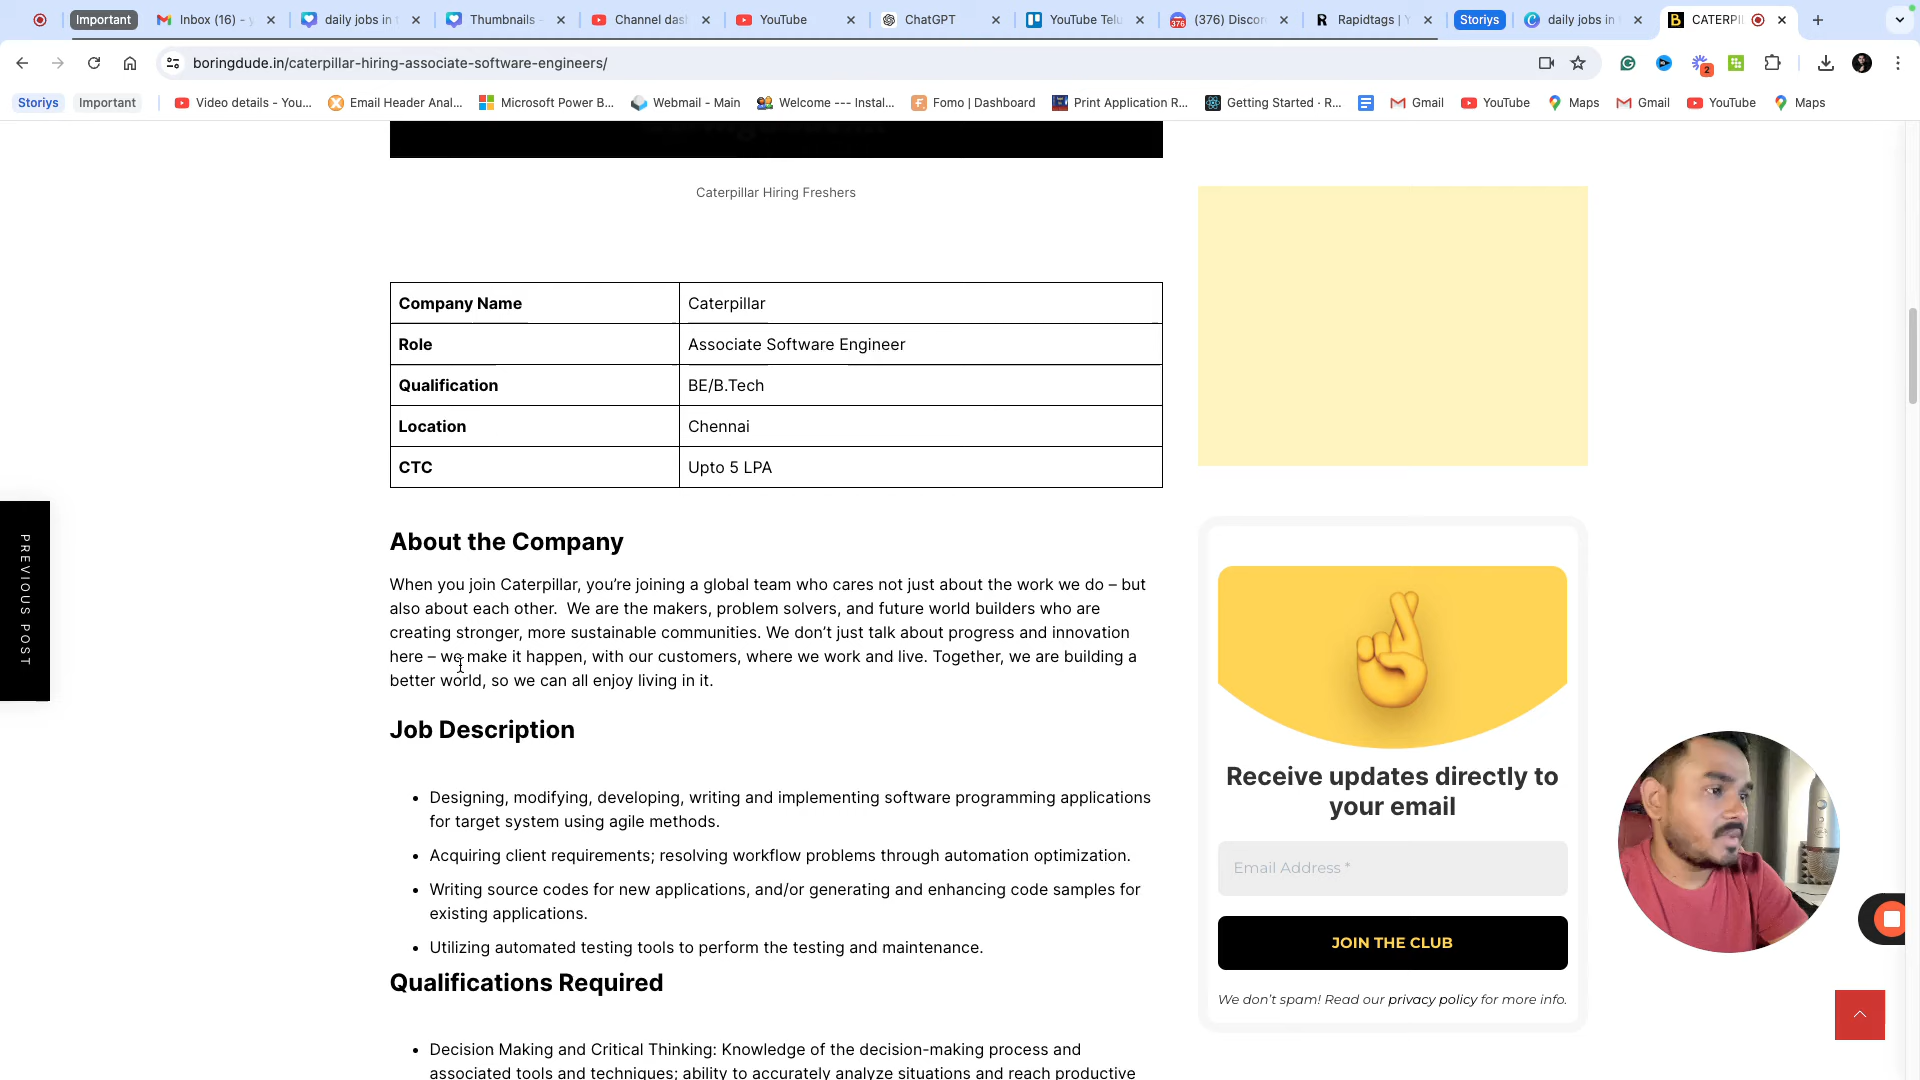 Important
Inbox (16) -
daily jobs in
Thumbnails -
Channel das
YouTube
ChatGPT
YouTube Telu
(376) Discor
Rapidtags |
Storiys
daily jobs in
CATERPI
boringdude.in/caterpillar-hiring-associate-software-engineers/
2
Storiys
Important
Video details - You...
Email Header Anal...
Microsoft Power B...
Webmail - Main
Welcome --- Instal...
Fomo | Dashboard
Print Application R...
Getting Started · R...
Gmail
YouTube
Maps
Gmail
YouTube
Maps
Caterpillar Hiring Freshers
Company Name
Caterpillar
Role
Associate Software Engineer
Qualification
BE/B.Tech
Location
Chennai
CTC
Upto 5 LPA
PREVIOUS POST
About the Company
When you join Caterpillar, you’re joining a global team who cares not just about the work we do – but
also about each other.  We are the makers, problem solvers, and future world builders who are
creating stronger, more sustainable communities. We don’t just talk about progress and innovation
here – we make it happen, with our customers, where we work and live. Together, we are building a
better world, so we can all enjoy living in it.
Job Description
Designing, modifying, developing, writing and implementing software programming applications
for target system using agile methods.
Acquiring client requirements; resolving workflow problems through automation optimization.
Writing source codes for new applications, and/or generating and enhancing code samples for
existing applications.
Utilizing automated testing tools to perform the testing and maintenance.
Qualifications Required
Decision Making and Critical Thinking: Knowledge of the decision-making process and
associated tools and techniques; ability to accurately analyze situations and reach productive
Receive updates directly to
your email
Email Address *
JOIN THE CLUB
We don’t spam! Read our privacy policy for more info.